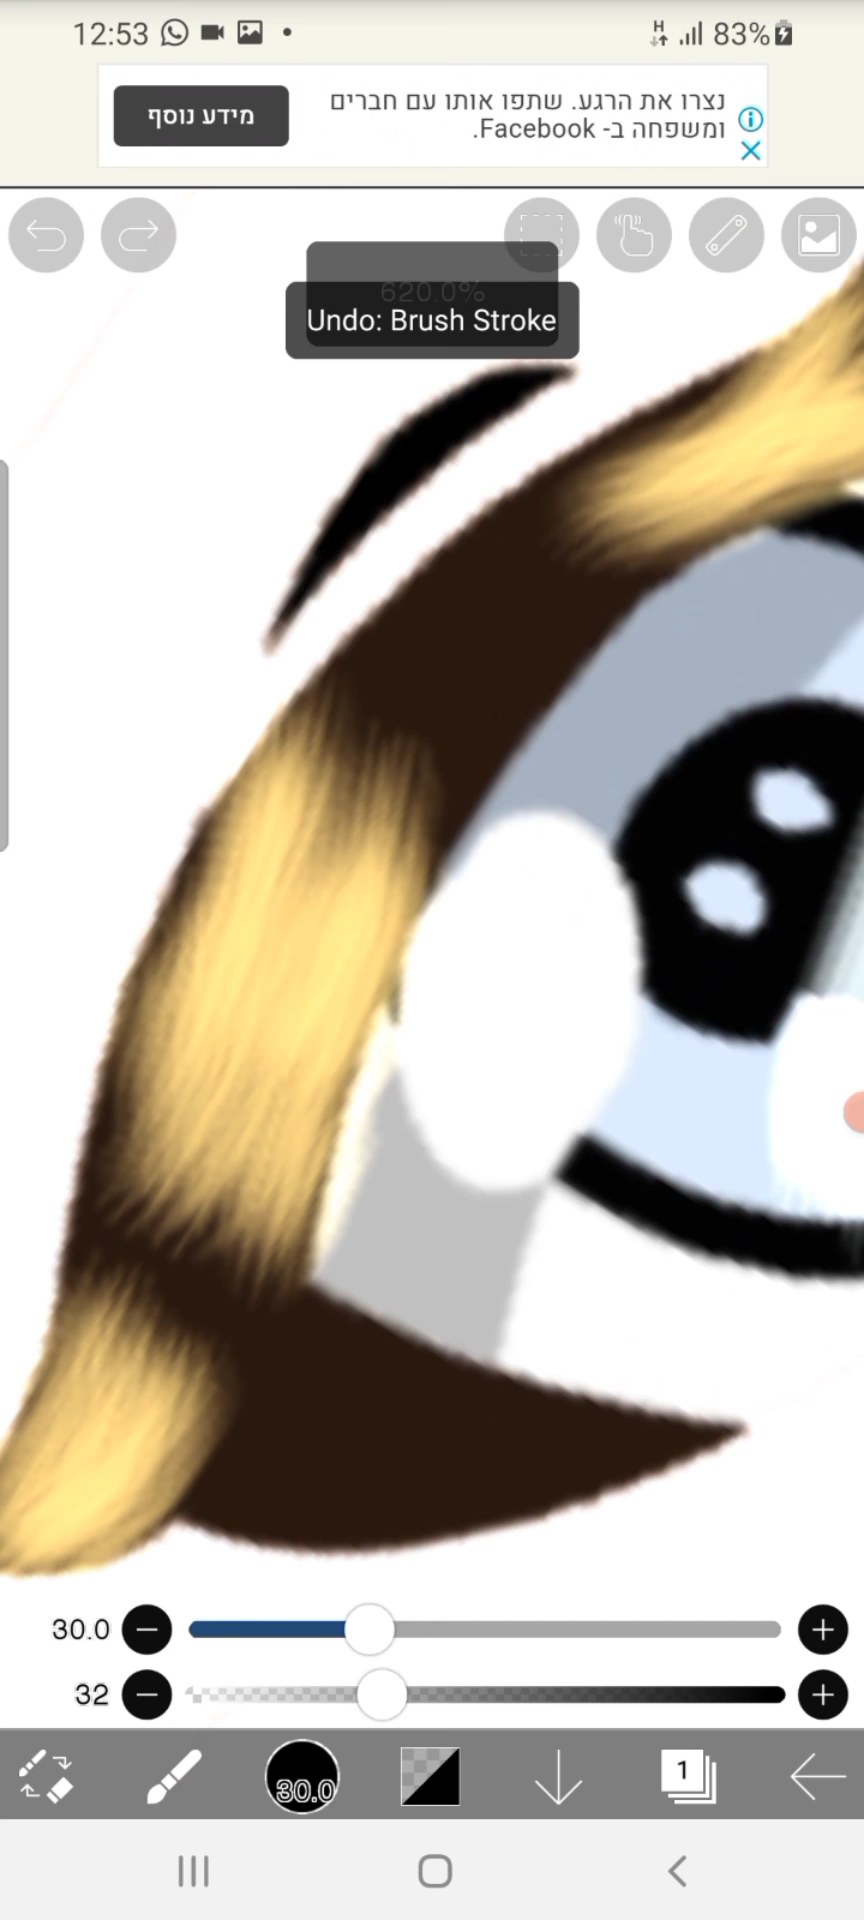 12:53
83%
נצרו את הרגע. שתפו אותו עם חברים
ומשפחה ב- Facebook.
מידע נוסף
620.0%
Undo: Brush Stroke
30.0
32
30.0
1